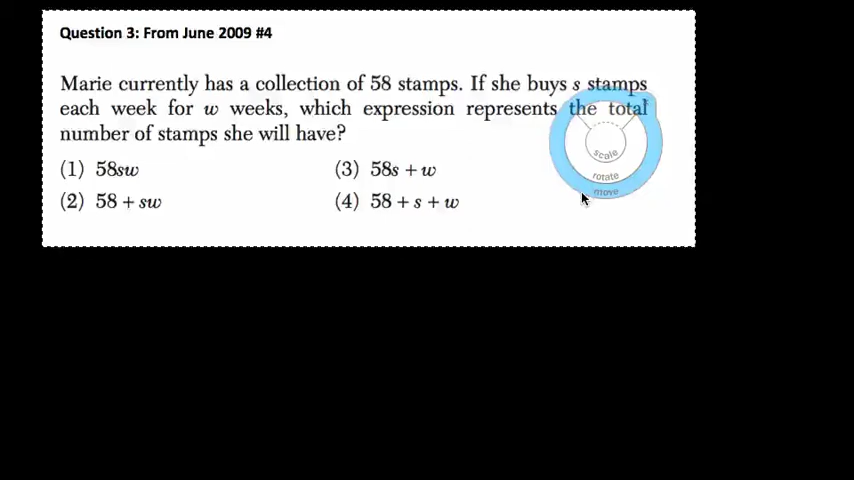 Question 3: From June 2009 #4
Marie currently has a collection of 58 stamps. If she buys s stamps
each week for w weeks, which expression represents the total
number of stamps she will have?
(1) 58sw
(3) 58s + w
(2) 58 + sw
(4) 58 + s + w
scale
rotate
move